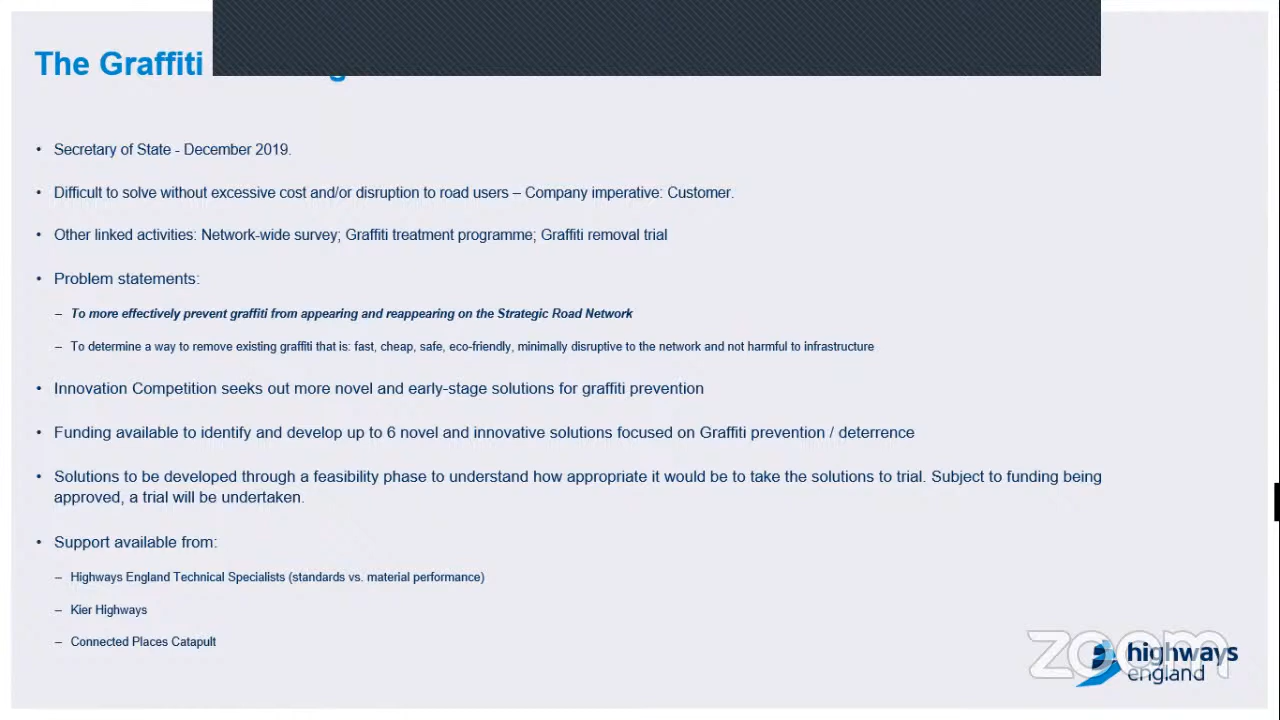 The Graffiti
• Secretary of State - December 2019.
• Difficult to solve without excessive cost and/or disruption to road users – Company imperative: Customer.
• Other linked activities: Network-wide survey; Graffiti treatment programme; Graffiti removal trial
• Problem statements:
– To more effectively prevent graffiti from appearing and reappearing on the Strategic Road Network
– To determine a way to remove existing graffiti that is: fast, cheap, safe, eco-friendly, minimally disruptive to the network and not harmful to infrastructure
• Innovation Competition seeks out more novel and early-stage solutions for graffiti prevention
• Funding available to identify and develop up to 6 novel and innovative solutions focused on Graffiti prevention / deterrence
• Solutions to be developed through a feasibility phase to understand how appropriate it would be to take the solutions to trial. Subject to funding being
approved, a trial will be undertaken.
• Support available from:
– Highways England Technical Specialists (standards vs. material performance)
– Kier Highways
– Connected Places Catapult
zoom
highways
england